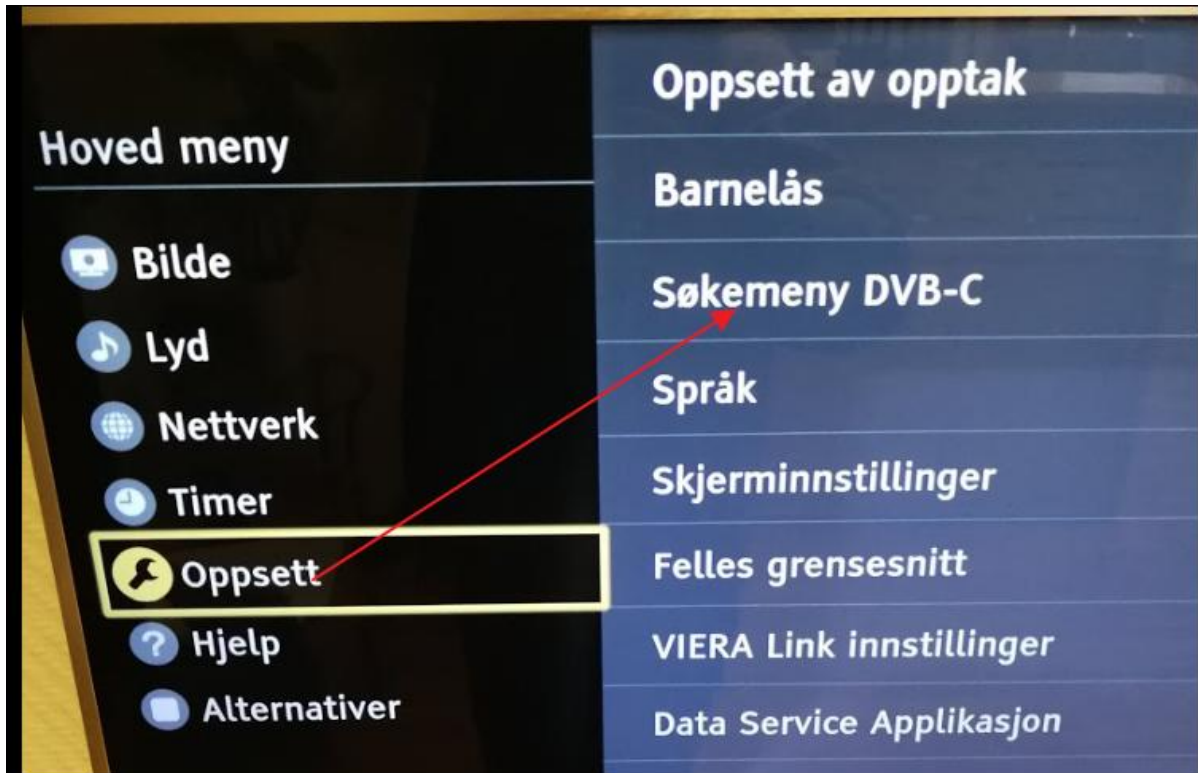 Hoved meny
Bilde
Lyd
Nettverk
Timer
Oppsett
Hjelp
Alternativer
Oppsett av opptak
Barnelås
Søkemeny DVB-C
Språk
Skjerminnstillinger
Felles grensesnitt
VIERA Link innstillinger
Data Service Applikasjon